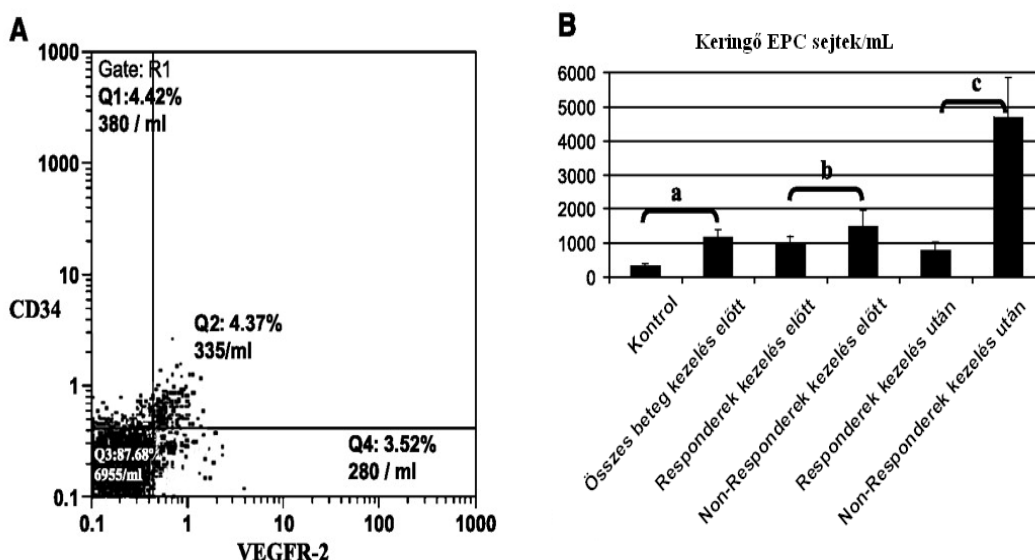 A
1000
1000
100
10
1
0.1
CD34
Gate: R1
Q1:4.42%
380 / ml
Q2: 4.37%
335/ml
Q3:87.68%
6955/ml
Q4: 3.52%
280 / ml
0.1
1
10
100
1000
VEGFR-2
B
Keringő EPC sejtek/mL
6000
5000
4000
3000
2000
1000
0
a
b
c
Kontrol
Összes beteg kezelés előtt
Responderek kezelés előtt
Non-Responderek kezelés előtt
Responderek kezelés után
Non-Responderek kezelés után